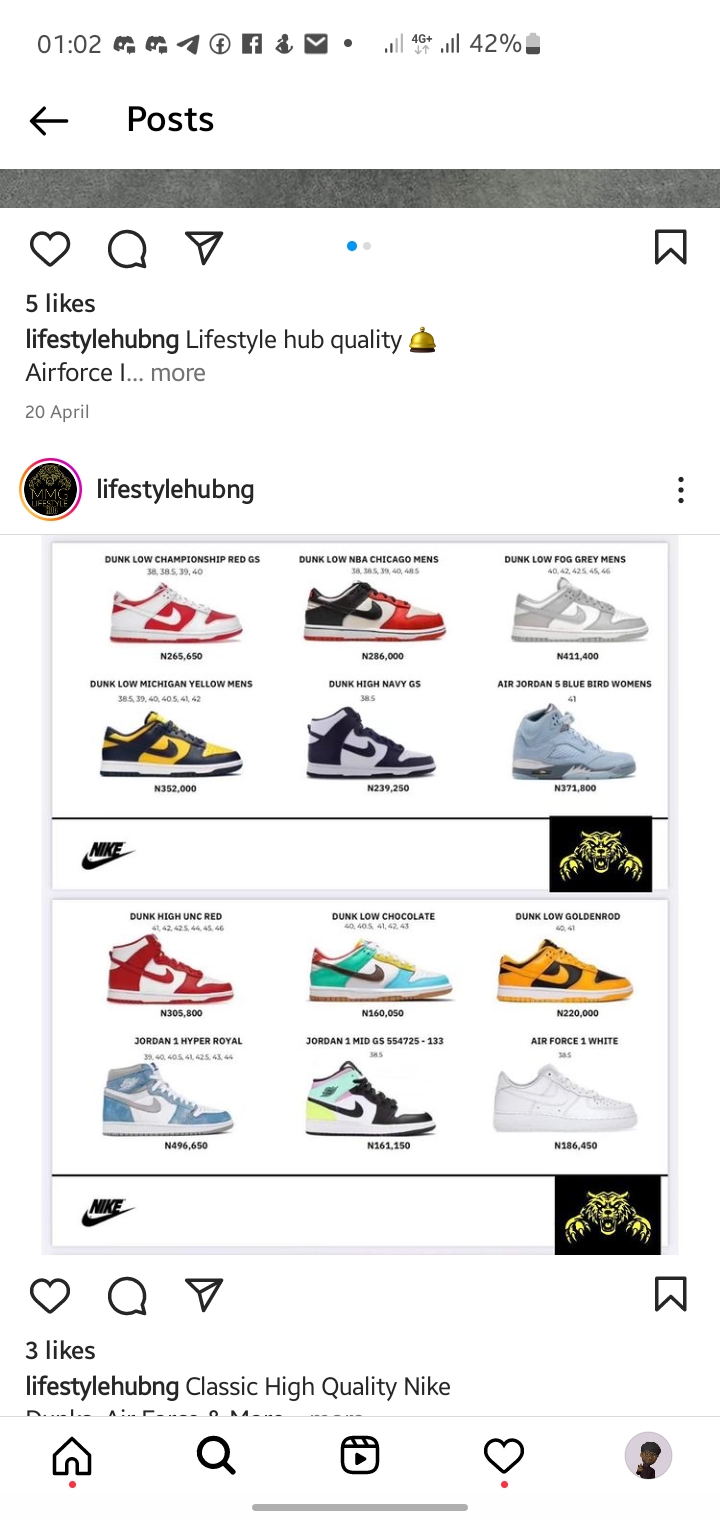 01:02 4G+ 42%
Posts
5 likes
lifestylehubng Lifestyle hub quality 🛎️
Airforce I... more
20 April
MMG
LIFESTYLE
lifestylehubng
DUNK LOW CHAMPIONSHIP RED GS
38, 38.5, 39, 40
N265,650
DUNK LOW NBA CHICAGO MENS
38, 38.5, 39, 40, 48.5
N286,000
DUNK LOW FOG GREY MENS
40, 42, 42.5, 45, 46
N411,400
DUNK LOW MICHIGAN YELLOW MENS
38.5, 39, 40, 40.5, 41, 42
N352,000
DUNK HIGH NAVY GS
38.5
N239,250
AIR JORDAN 5 BLUE BIRD WOMENS
41
N371,800
NIKE
DUNK HIGH UNC RED
41, 42, 42.5, 44, 45, 46
N305,800
DUNK LOW CHOCOLATE
40, 40.5, 41, 42, 43
N160,050
DUNK LOW GOLDENROD
40, 41
N220,000
JORDAN 1 HYPER ROYAL
39, 40, 40.5, 41, 42.5, 43, 44
N496,650
JORDAN 1 MID GS 554725 - 133
38.5
N161,150
AIR FORCE 1 WHITE
38.5
N186,450
NIKE
3 likes
lifestylehubng Classic High Quality Nike
Dunks, Air Force & More... more